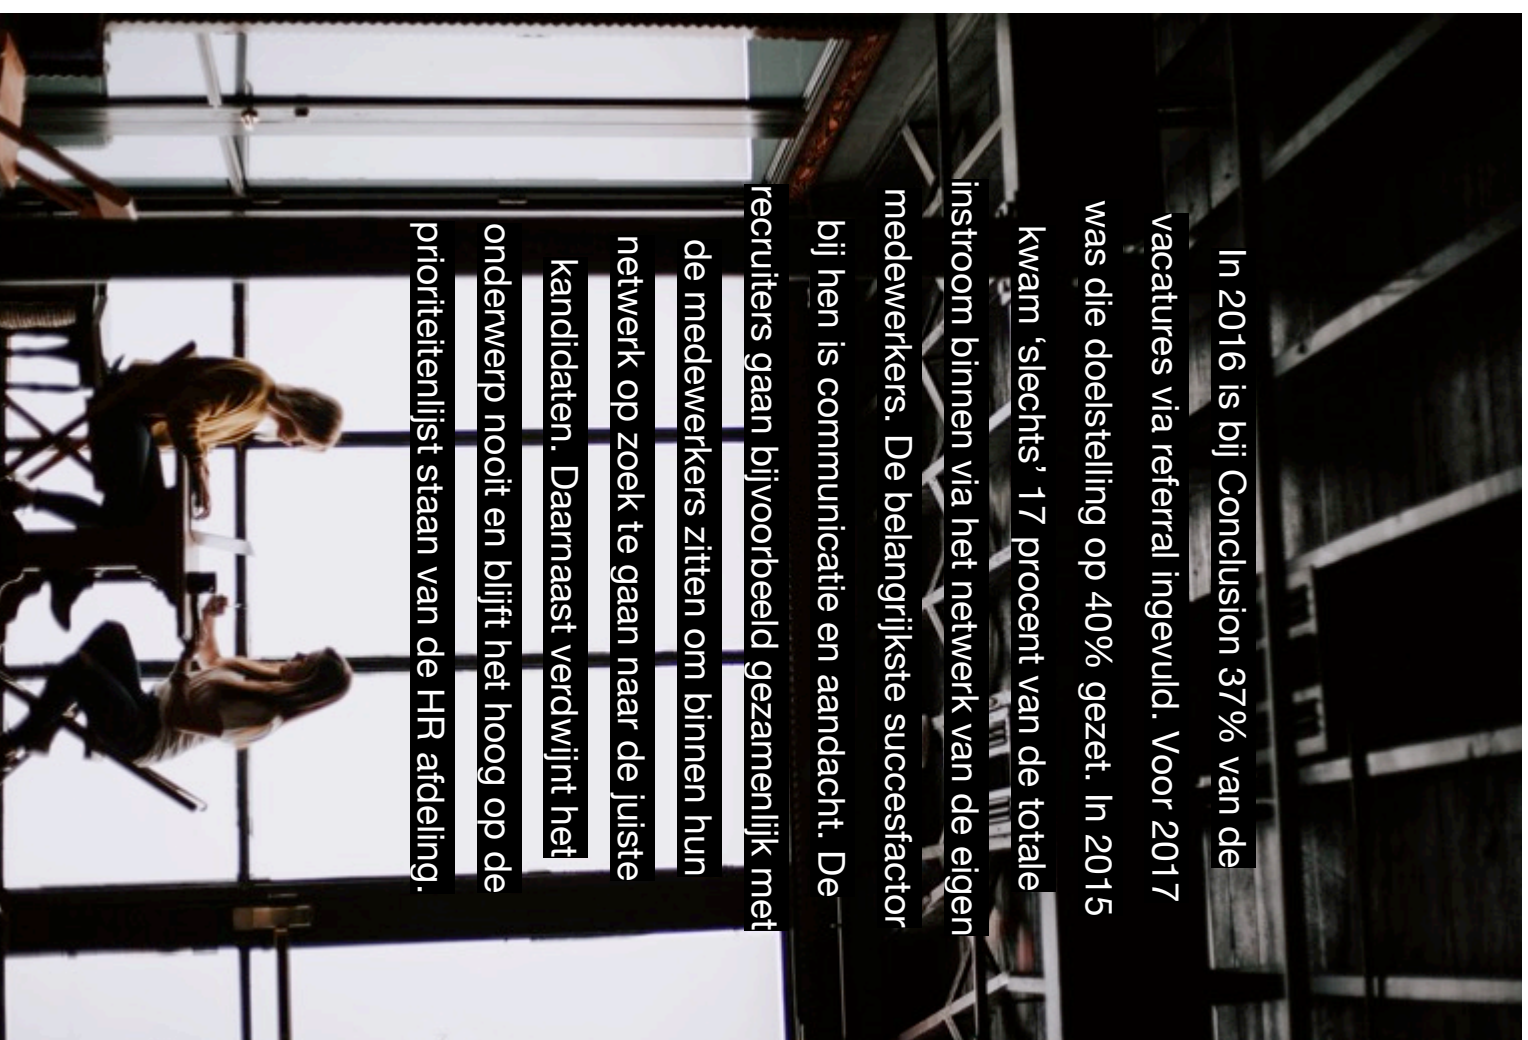 In 2016 is bij Conclusion 37% van de
vacatures via referral ingevuld. Voor 2017
was die doelstelling op 40% gezet. In 2015
kwam ‘slechts’ 17 procent van de totale
instroom binnen via het netwerk van de eigen
medewerkers. De belangrijkste succesfactor
bij hen is communicatie en aandacht. De
recruiters gaan bijvoorbeeld gezamenlijk met
de medewerkers zitten om binnen hun
netwerk op zoek te gaan naar de juiste
kandidaten. Daarnaast verdwijnt het
onderwerp nooit en blijft het hoog op de
prioriteitenlijst staan van de HR afdeling.